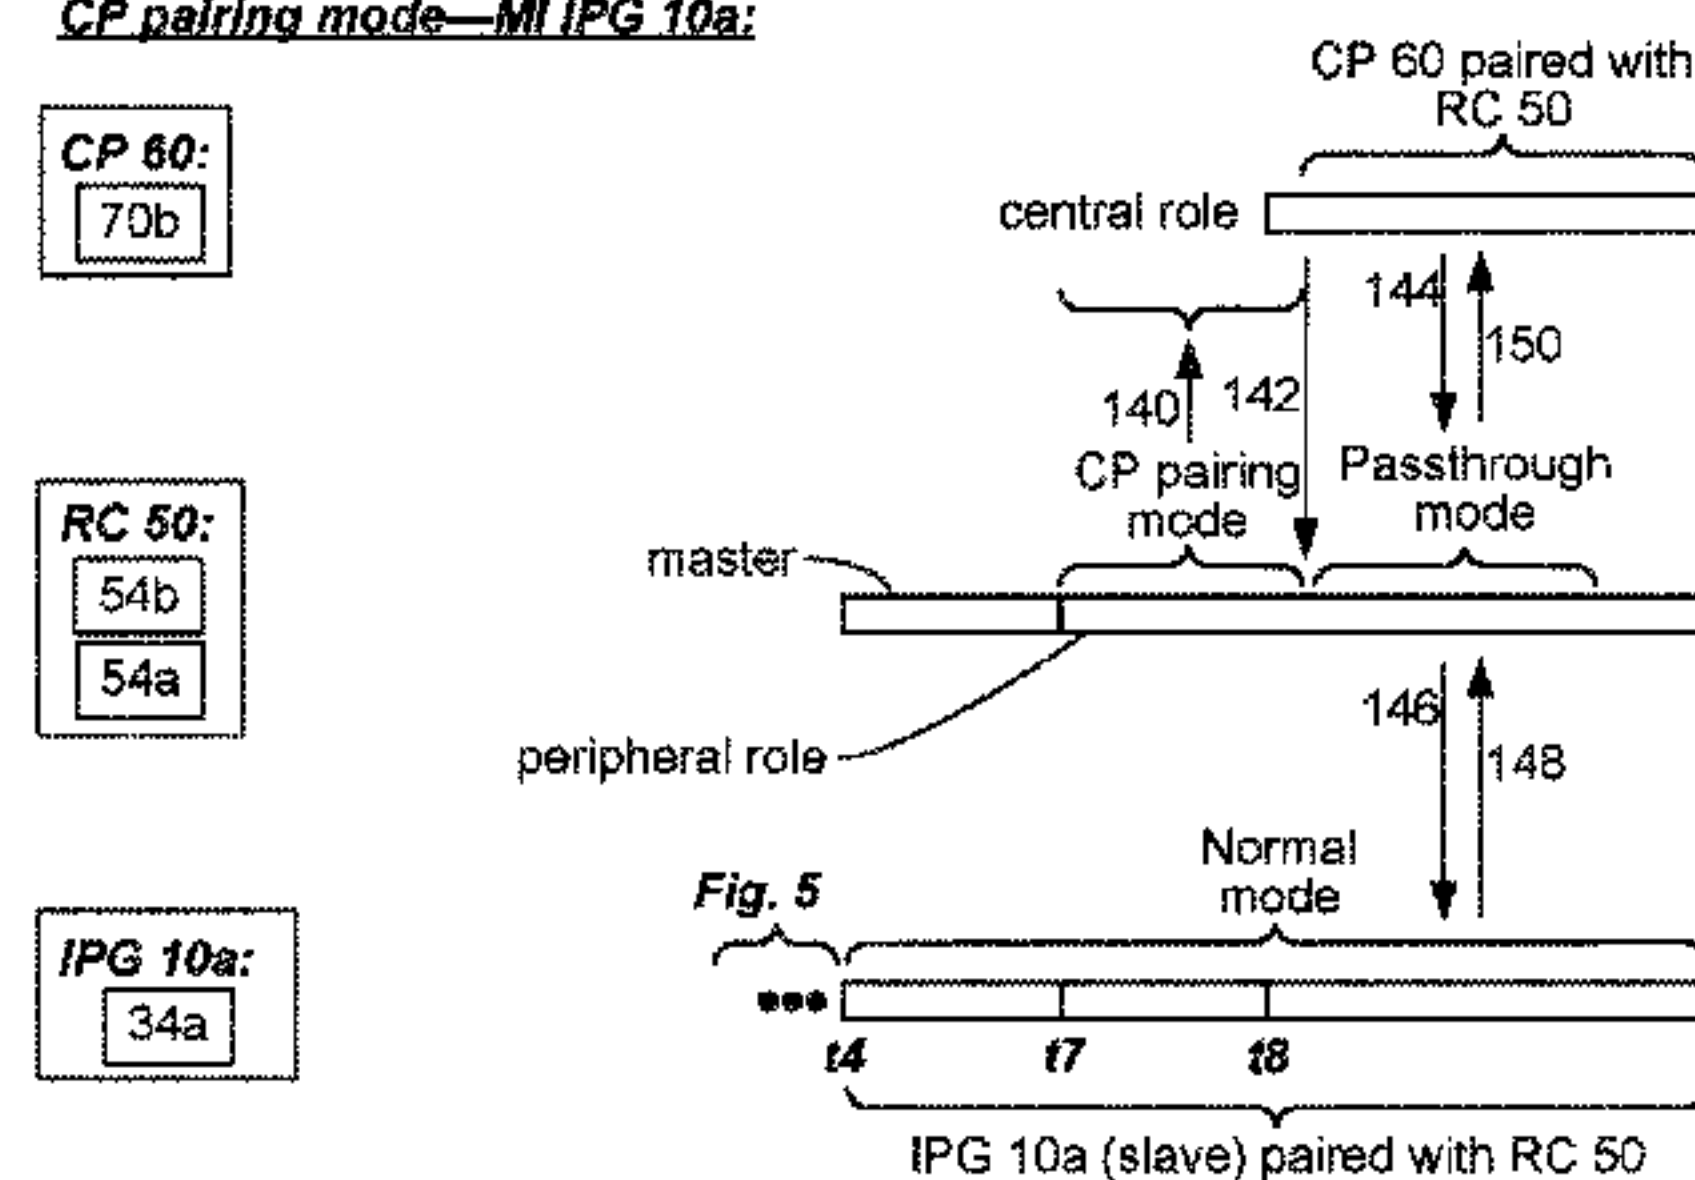 CP pairing mode—MI IPG 10a:
CP 60 paired with
RC 50
CP 60:
70b
central role
144
150
140
142
CP pairing
mode
Passthrough
mode
RC 50:
54b
54a
master
peripheral role
146
148
Normal
mode
Fig. 5
IPG 10a:
34a
●●●
t4
t7
t8
IPG 10a (slave) paired with RC 50